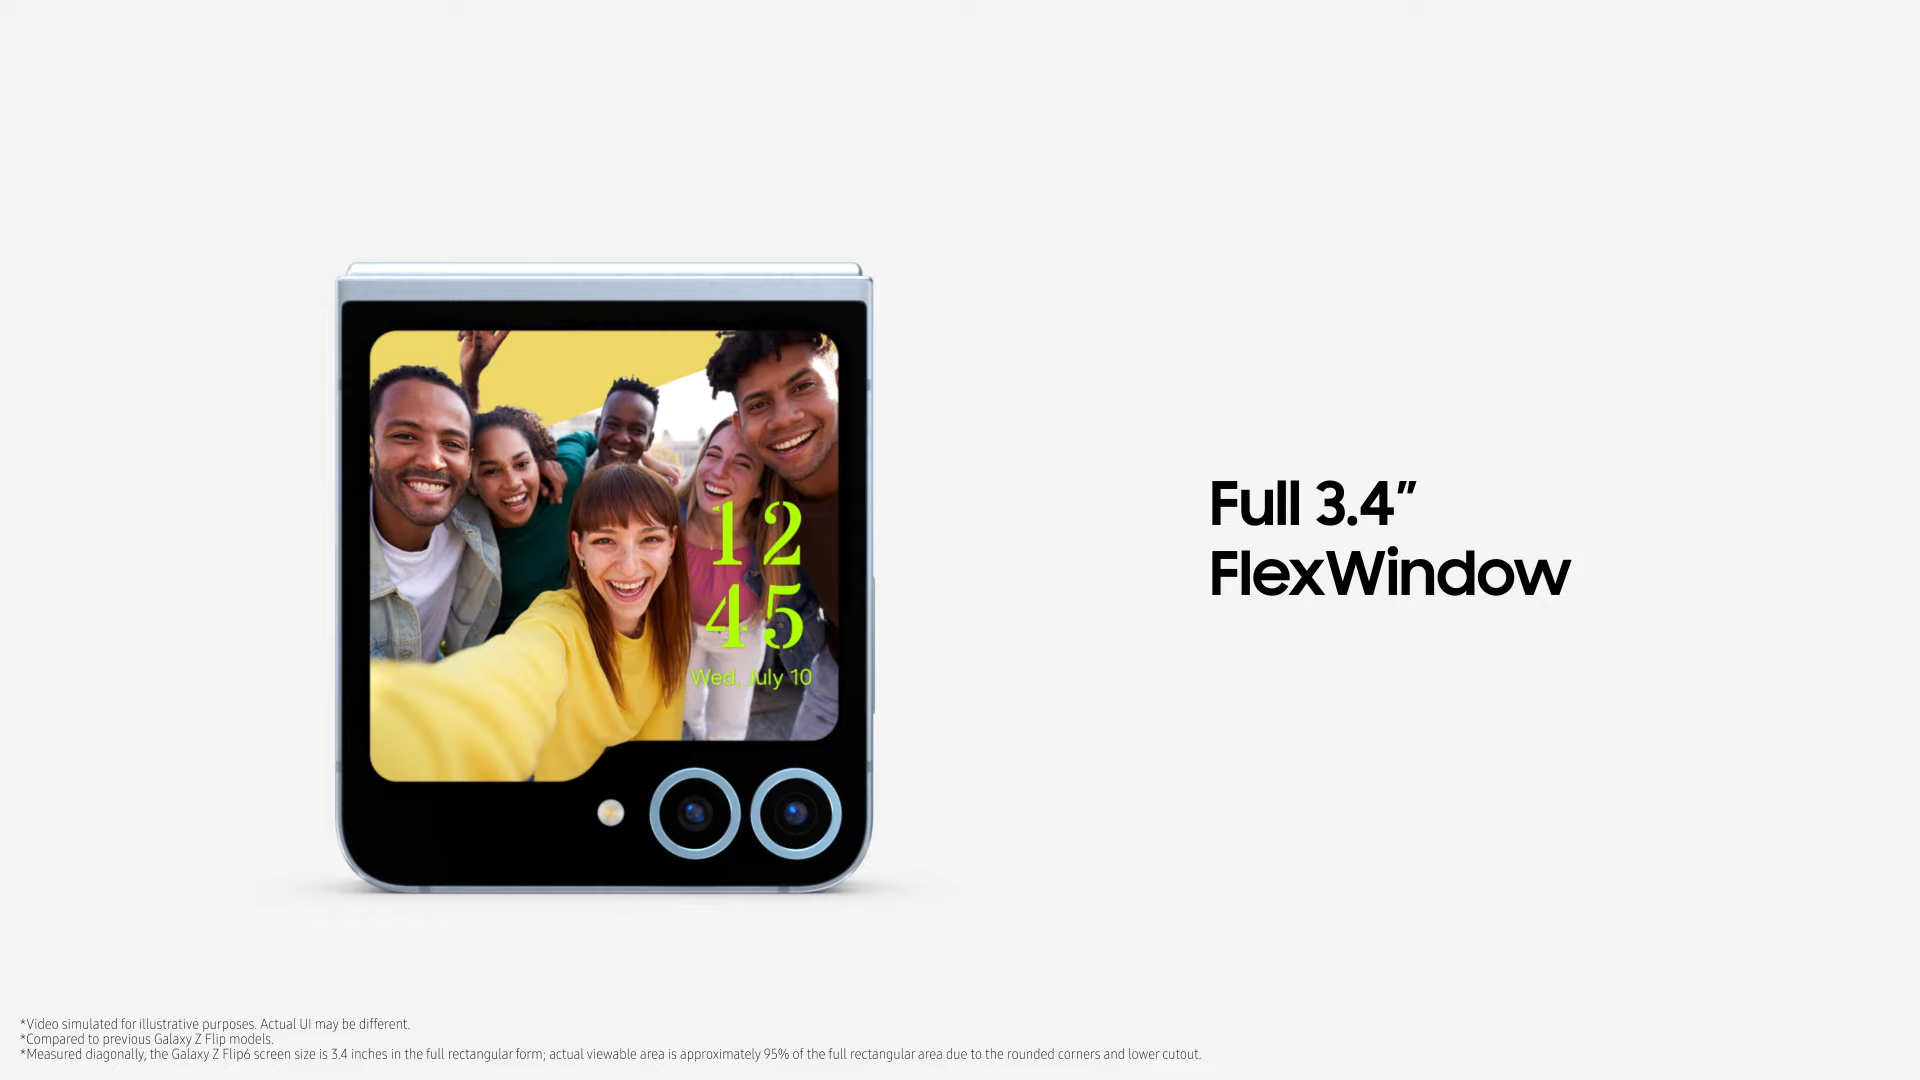 12
45
Wed, July 10
Full 3.4”
FlexWindow
*Video simulated for illustrative purposes. Actual UI may be different.
*Compared to previous Galaxy Z Flip models.
*Measured diagonally, the Galaxy Z Flip6 screen size is 3.4 inches in the full rectangular form; actual viewable area is approximately 95% of the full rectangular area due to the rounded corners and lower cutout.